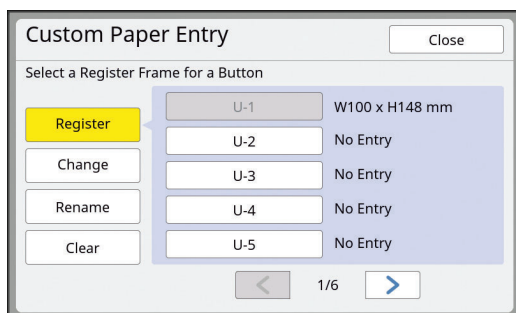 Custom Paper Entry
Close
Select a Register Frame for a Button
Register
Change
Rename
Clear
U-1 W100 x H148 mm
U-2 No Entry
U-3 No Entry
U-4 No Entry
U-5 No Entry
1/6